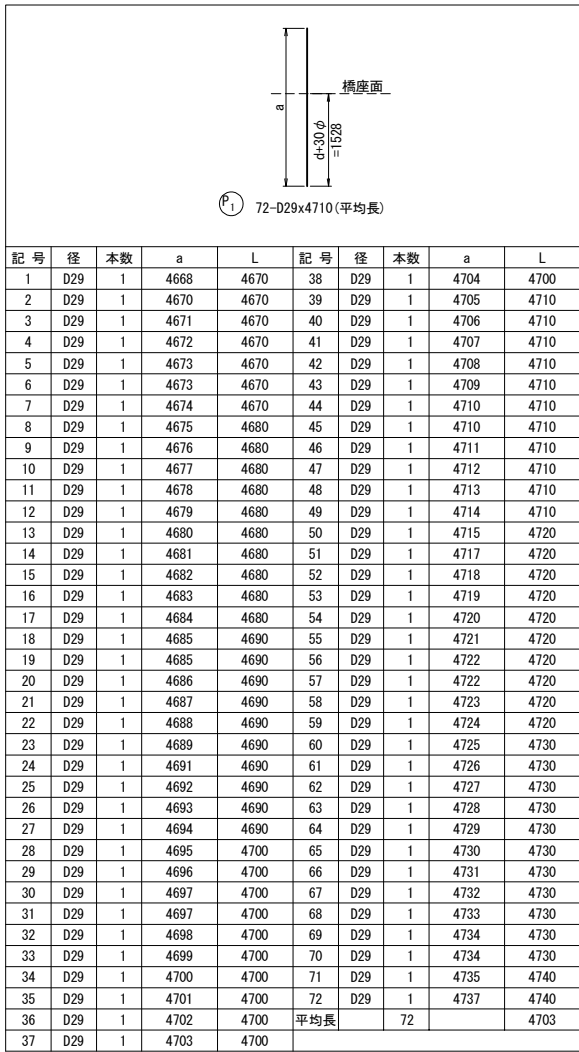 橋座面
a
d+30φ
=1528
P1 72-D29x4710(平均長)
記 号 径 本数 a L 記 号 径 本数 a L
1 D29 1 4668 4670 38 D29 1 4704 4700
2 D29 1 4670 4670 39 D29 1 4705 4710
3 D29 1 4671 4670 40 D29 1 4706 4710
4 D29 1 4672 4670 41 D29 1 4707 4710
5 D29 1 4673 4670 42 D29 1 4708 4710
6 D29 1 4673 4670 43 D29 1 4709 4710
7 D29 1 4674 4670 44 D29 1 4710 4710
8 D29 1 4675 4680 45 D29 1 4710 4710
9 D29 1 4676 4680 46 D29 1 4711 4710
10 D29 1 4677 4680 47 D29 1 4712 4710
11 D29 1 4678 4680 48 D29 1 4713 4710
12 D29 1 4679 4680 49 D29 1 4714 4710
13 D29 1 4680 4680 50 D29 1 4715 4720
14 D29 1 4681 4680 51 D29 1 4717 4720
15 D29 1 4682 4680 52 D29 1 4718 4720
16 D29 1 4683 4680 53 D29 1 4719 4720
17 D29 1 4684 4680 54 D29 1 4720 4720
18 D29 1 4685 4690 55 D29 1 4721 4720
19 D29 1 4685 4690 56 D29 1 4722 4720
20 D29 1 4686 4690 57 D29 1 4722 4720
21 D29 1 4687 4690 58 D29 1 4723 4720
22 D29 1 4688 4690 59 D29 1 4724 4720
23 D29 1 4689 4690 60 D29 1 4725 4730
24 D29 1 4691 4690 61 D29 1 4726 4730
25 D29 1 4692 4690 62 D29 1 4727 4730
26 D29 1 4693 4690 63 D29 1 4728 4730
27 D29 1 4694 4690 64 D29 1 4729 4730
28 D29 1 4695 4700 65 D29 1 4730 4730
29 D29 1 4696 4700 66 D29 1 4731 4730
30 D29 1 4697 4700 67 D29 1 4732 4730
31 D29 1 4697 4700 68 D29 1 4733 4730
32 D29 1 4698 4700 69 D29 1 4734 4730
33 D29 1 4699 4700 70 D29 1 4734 4730
34 D29 1 4700 4700 71 D29 1 4735 4740
35 D29 1 4701 4700 72 D29 1 4737 4740
36 D29 1 4702 4700 平均長 72 4703
37 D29 1 4703 4700